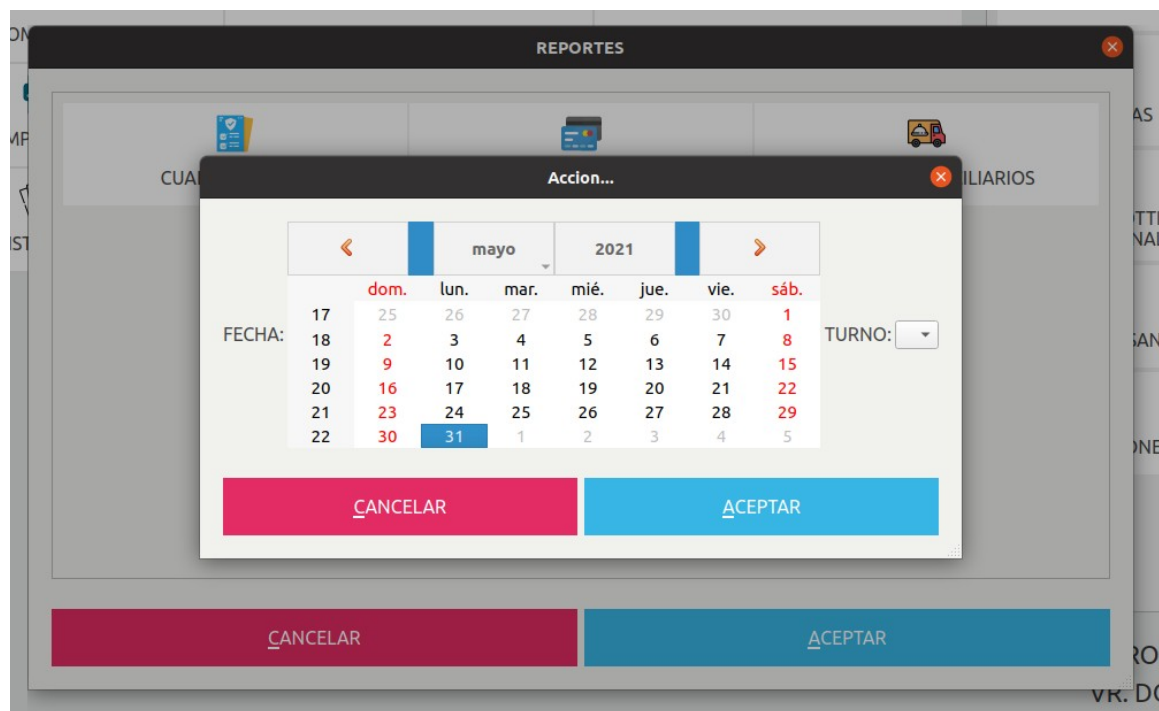 REPORTES
Accion...
mayo 2021
dom. lun. mar. mié. jue. vie. sáb.
17 25 26 27 28 29 30 1
FECHA: 18 2 3 4 5 6 7 8 TURNO:
19 9 10 11 12 13 14 15
20 16 17 18 19 20 21 22
21 23 24 25 26 27 28 29
22 30 31 1 2 3 4 5
CANCELAR ACEPTAR
CANCELAR ACEPTAR
VR.